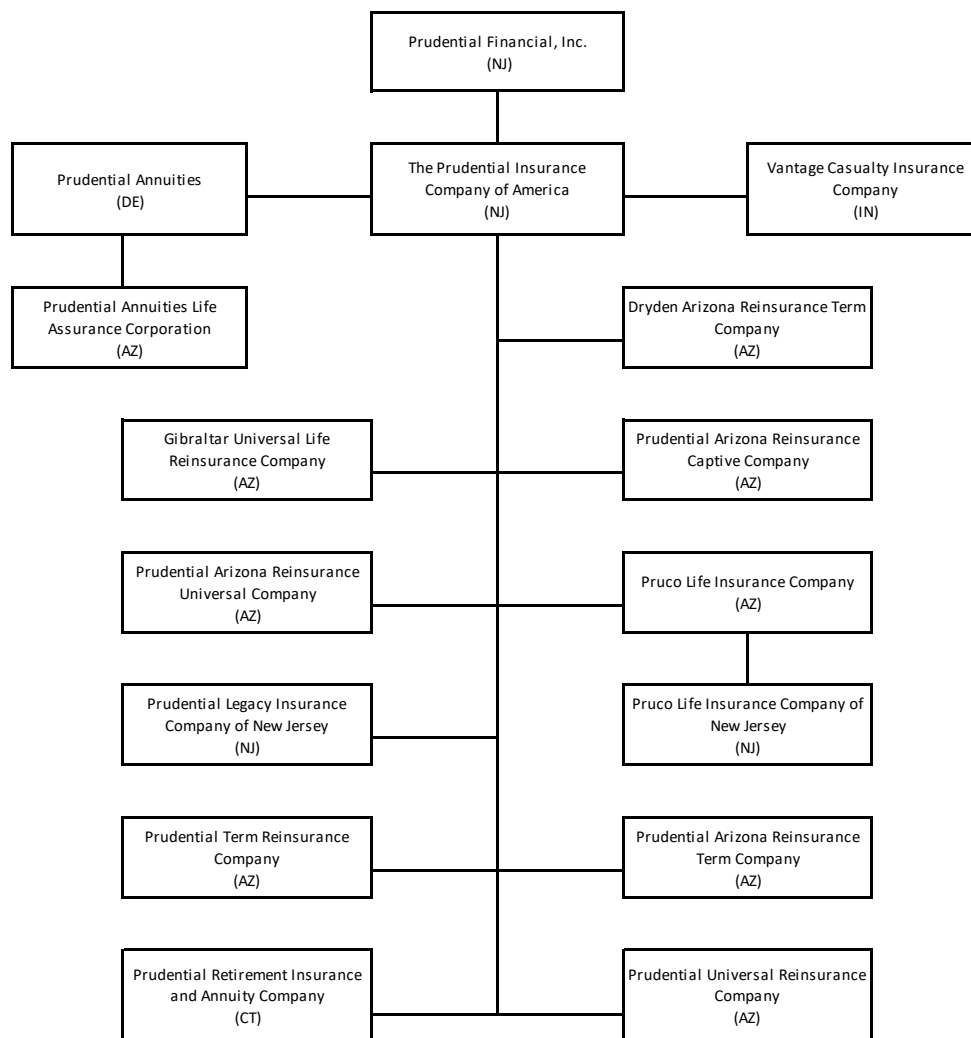 Prudential Financial, Inc.
(NJ)
Prudential Annuities
(DE)
The Prudential Insurance
Company of America
(NJ)
Vantage Casualty Insurance
Company
(IN)
Prudential Annuities Life
Assurance Corporation
(AZ)
Dryden Arizona Reinsurance Term
Company
(AZ)
Gibraltar Universal Life
Reinsurance Company
(AZ)
Prudential Arizona Reinsurance
Captive Company
(AZ)
Prudential Arizona Reinsurance
Universal Company
(AZ)
Pruco Life Insurance Company
(AZ)
Prudential Legacy Insurance
Company of New Jersey
(NJ)
Pruco Life Insurance Company of
New Jersey
(NJ)
Prudential Term Reinsurance
Company
(AZ)
Prudential Arizona Reinsurance
Term Company
(AZ)
Prudential Retirement Insurance
and Annuity Company
(CT)
Prudential Universal Reinsurance
Company
(AZ)